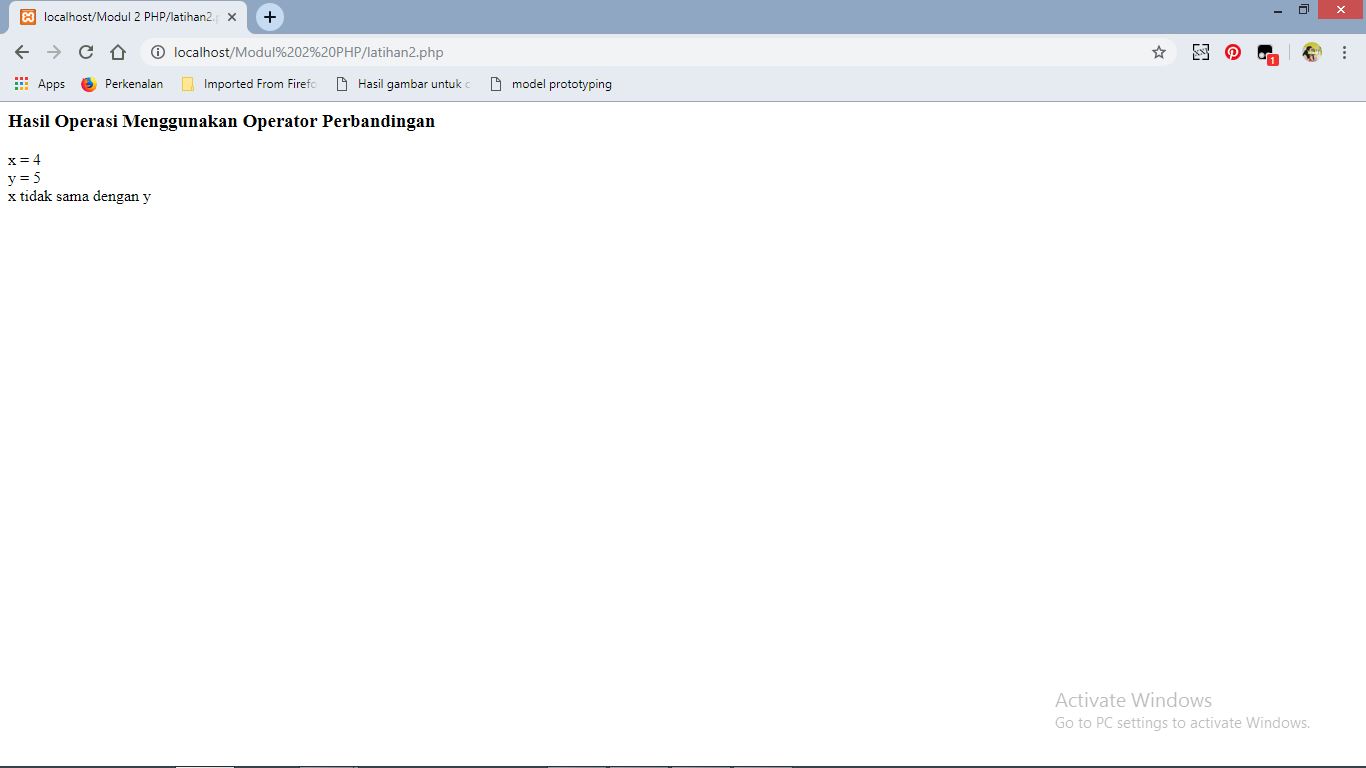 localhost/Modul 2 PHP/latihan2.p
localhost/Modul%202%20PHP/latihan2.php
1
Apps Perkenalan Imported From Firefo Hasil gambar untuk c model prototyping
Hasil Operasi Menggunakan Operator Perbandingan
x = 4
y = 5
x tidak sama dengan y
Activate Windows
Go to PC settings to activate Windows.